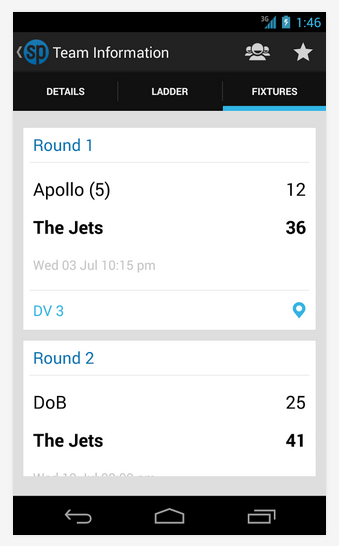 3G 1:46
sp Team Information
DETAILS LADDER FIXTURES
Round 1
Apollo (5) 12
The Jets 36
Wed 03 Jul 10:15 pm
DV 3
Round 2
DoB 25
The Jets 41